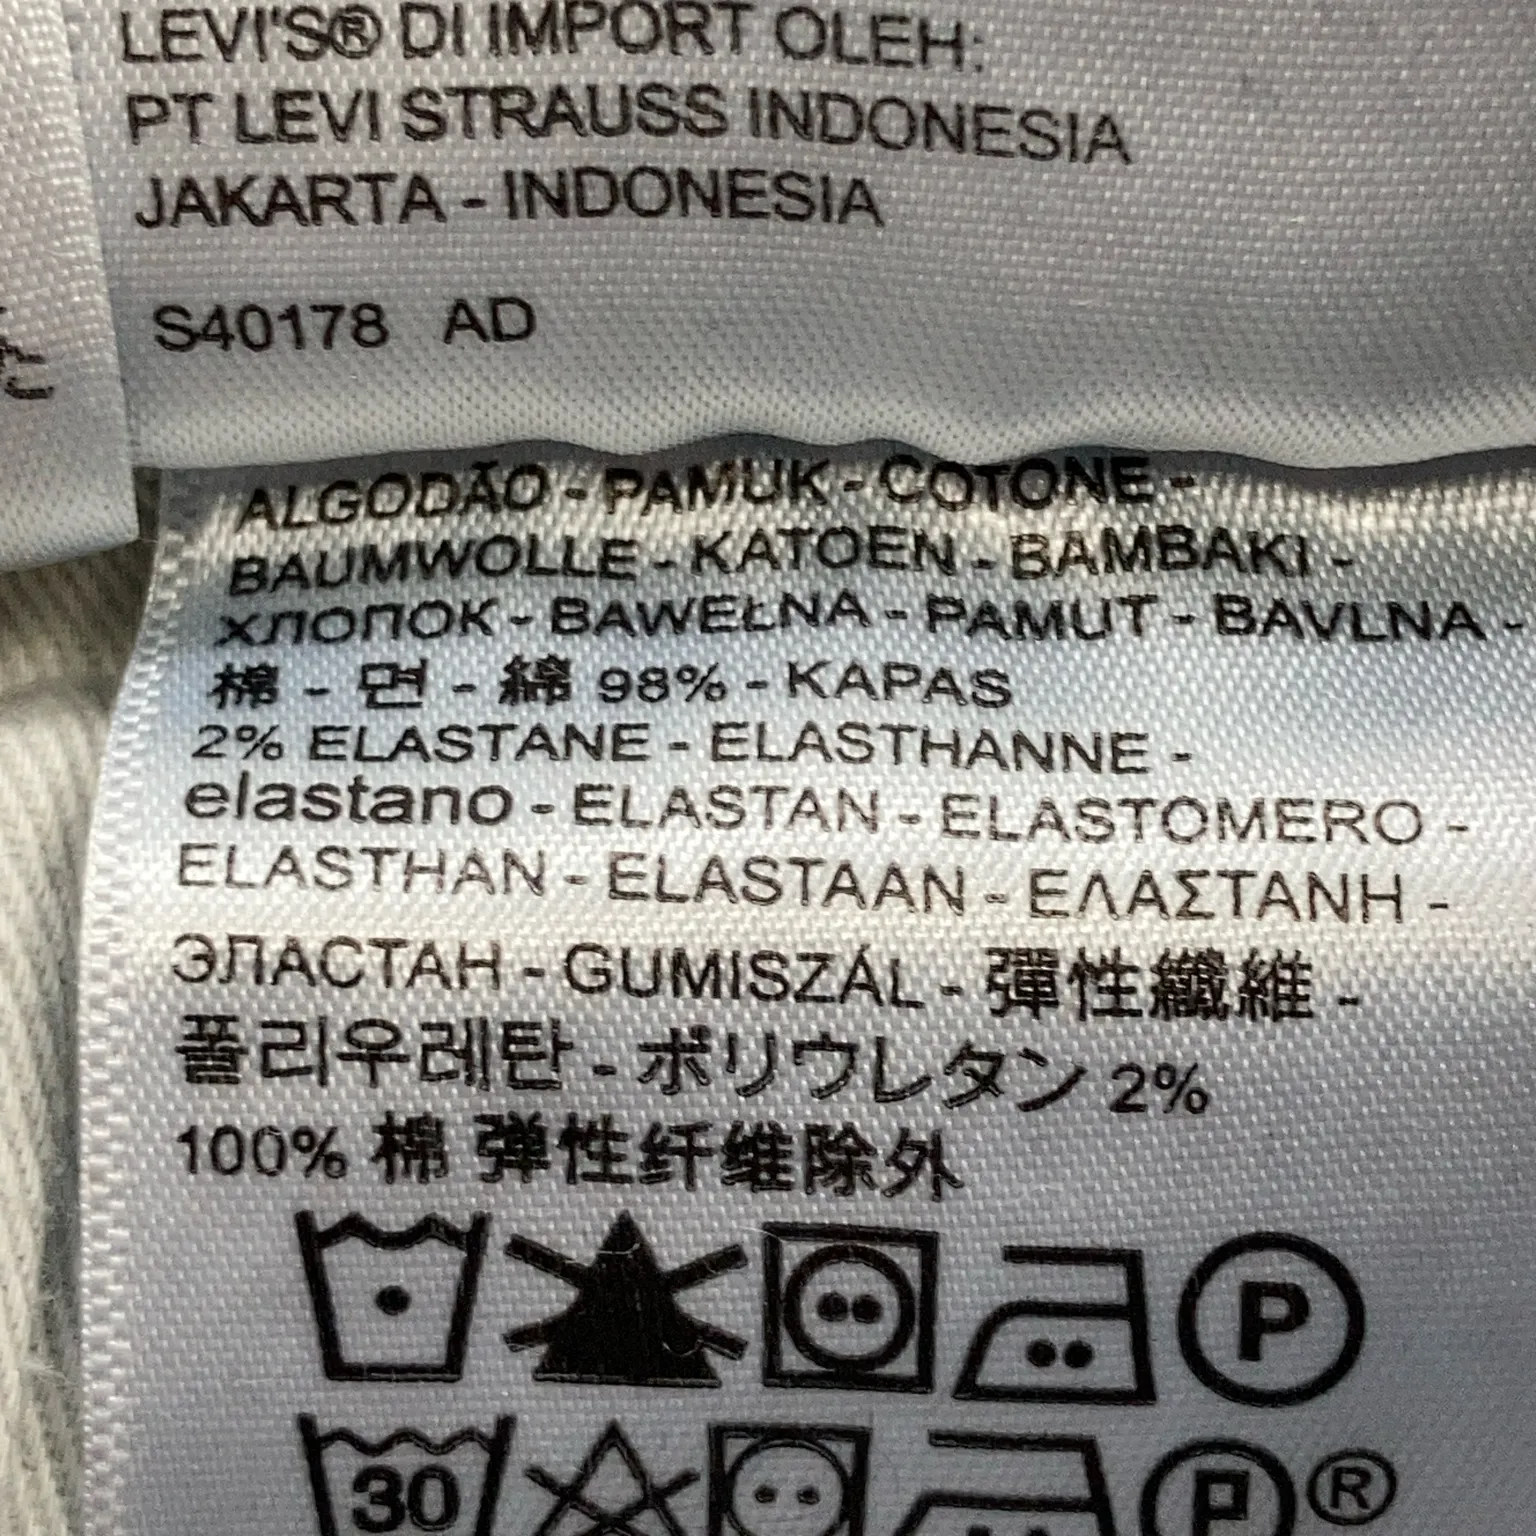 LEVI'S® DI IMPORT OLEH:
PT LEVI STRAUSS INDONESIA
JAKARTA - INDONESIA
S40178 AD
ALGODÃO - PAMUK - COTONE -
BAUMWOLLE - KATOEN - BAMBAKI -
ХЛОПОК - BAWEŁNA - PAMUT - BAVLNA -
棉 - 면 - 綿 98% - KAPAS
2% ELASTANE - ELASTHANNE -
elastano - ELASTAN - ELASTOMERO -
ELASTHAN - ELASTAAN - ΕΛΑΣΤΑΝΗ -
ЭЛАСТАН - GUMISZÁL - 彈性纖維 -
폴리우레탄 - ポリウレタン 2%
100% 棉 弹性纤维除外
P
30
P ®